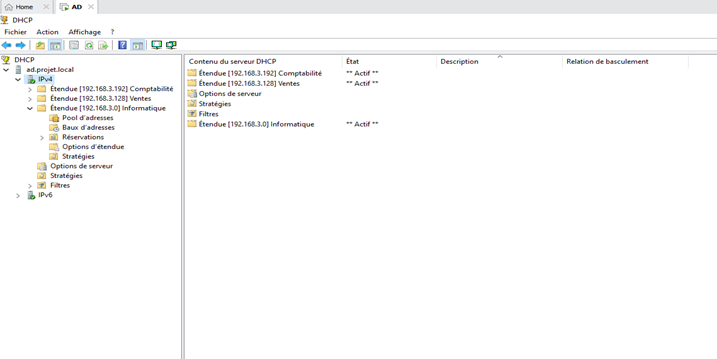 Home
AD
DHCP
Fichier Action Affichage ?
DHCP
ad.projet.local
IPv4
Étendue [192.168.3.192] Comptabilité
Étendue [192.168.3.128] Ventes
Étendue [192.168.3.0] Informatique
Pool d'adresses
Baux d'adresses
Réservations
Options d'étendue
Stratégies
Options de serveur
Stratégies
Filtres
IPv6
Contenu du serveur DHCP État Description Relation de basculement
Étendue [192.168.3.192] Comptabilité ** Actif **
Étendue [192.168.3.128] Ventes ** Actif **
Options de serveur
Stratégies
Filtres
Étendue [192.168.3.0] Informatique ** Actif **